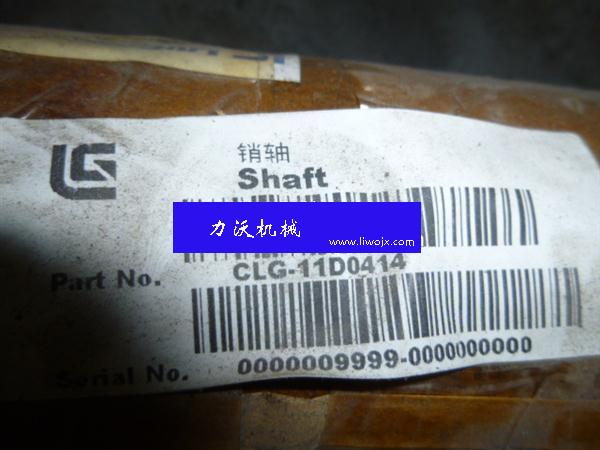 LG
销轴
Shaft
力沃机械
www.liwojx.com
Part No.
CLG-11D0414
Serial No.
0000009999-0000000000